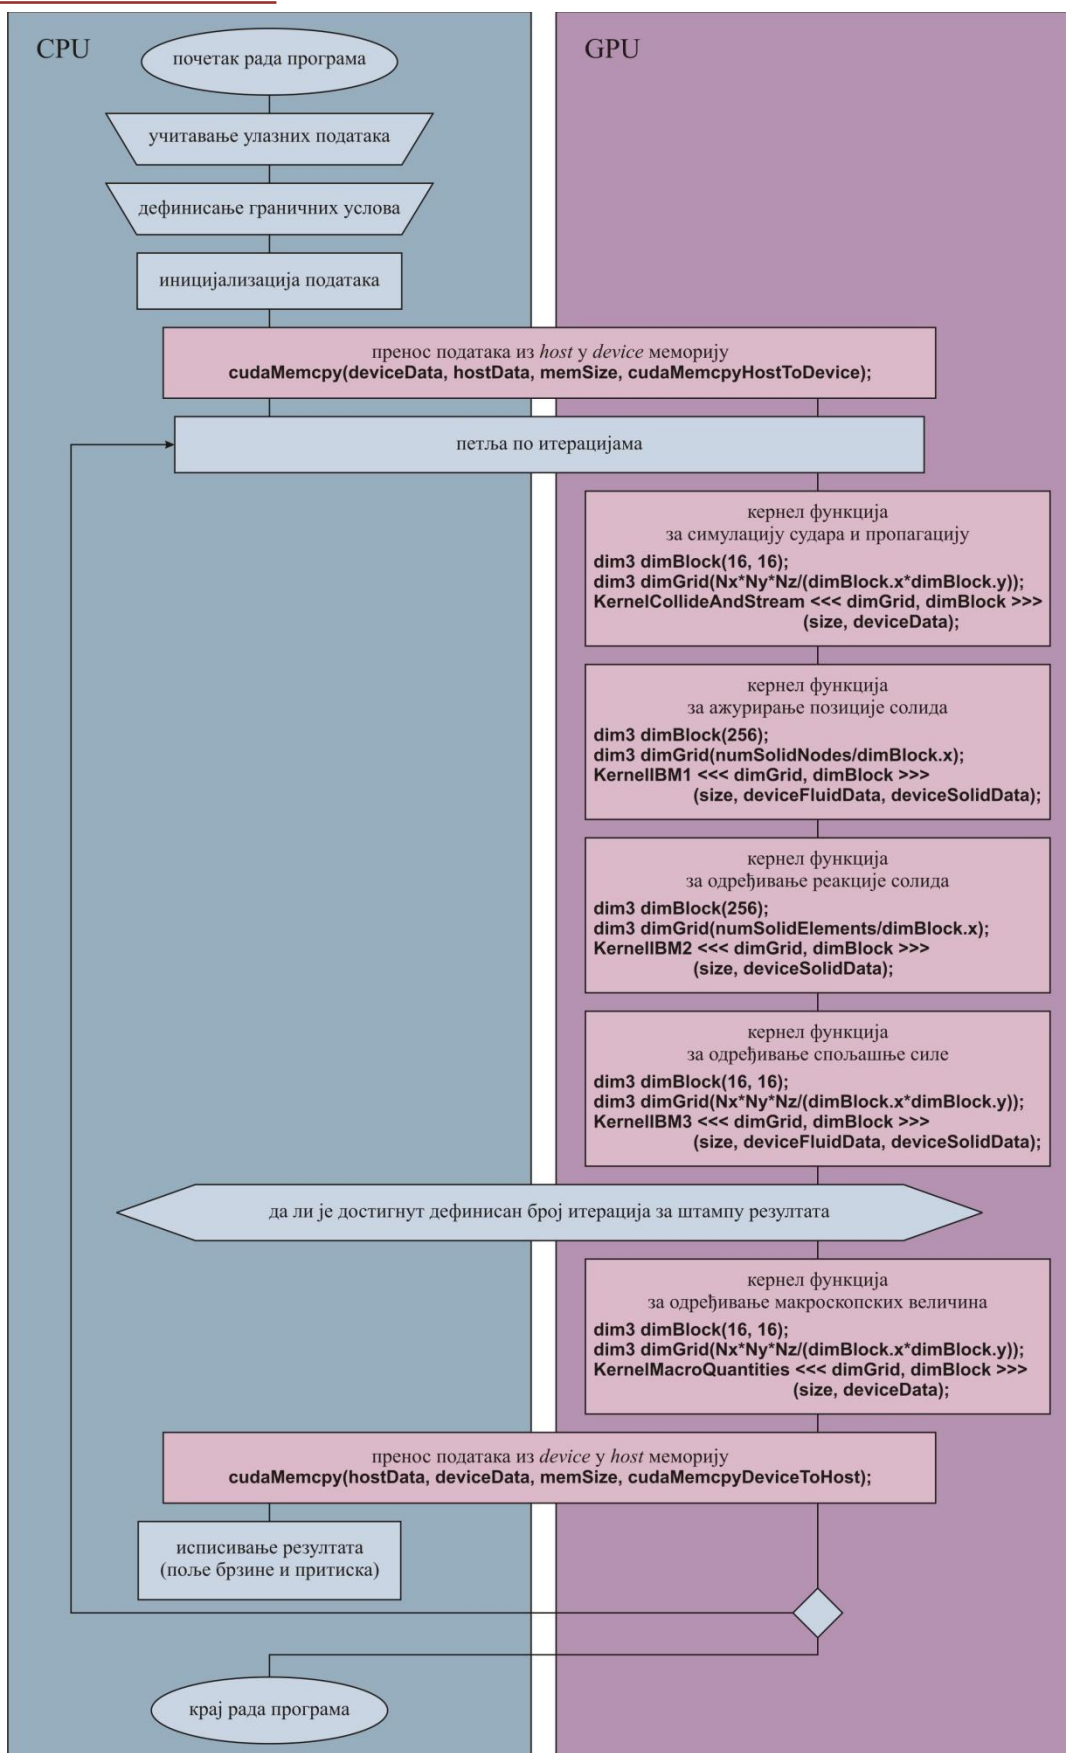 CPU
GPU
почетак рада програма
учитавање улазних података
дефинисање граничних услова
иницијализација података
пренос података из host у device меморију
cudaMemcpy(deviceData, hostData, memSize, cudaMemcpyHostToDevice);
петља по итерацијама
кернел функција
за симулацију судара и пропагацију
dim3 dimBlock(16, 16);
dim3 dimGrid(Nx*Ny*Nz/(dimBlock.x*dimBlock.y));
KernelCollideAndStream <<< dimGrid, dimBlock >>>
(size, deviceData);
кернел функција
за ажурирање позиције солида
dim3 dimBlock(256);
dim3 dimGrid(numSolidNodes/dimBlock.x);
KernelIBM1 <<< dimGrid, dimBlock >>>
(size, deviceFluidData, deviceSolidData);
кернел функција
за одређивање реакције солида
dim3 dimBlock(256);
dim3 dimGrid(numSolidElements/dimBlock.x);
KernelIBM2 <<< dimGrid, dimBlock >>>
(size, deviceSolidData);
кернел функција
за одређивање спољашње силе
dim3 dimBlock(16, 16);
dim3 dimGrid(Nx*Ny*Nz/(dimBlock.x*dimBlock.y));
KernelIBM3 <<< dimGrid, dimBlock >>>
(size, deviceFluidData, deviceSolidData);
да ли је достигнут дефинисан број итерација за штампу резултата
кернел функција
за одређивање макроскопских величина
dim3 dimBlock(16, 16);
dim3 dimGrid(Nx*Ny*Nz/(dimBlock.x*dimBlock.y));
KernelMacroQuantities <<< dimGrid, dimBlock >>>
(size, deviceData);
пренос података из device у host меморију
cudaMemcpy(hostData, deviceData, memSize, cudaMemcpyDeviceToHost);
исписивање резултата
(поље брзине и притиска)
крај рада програма